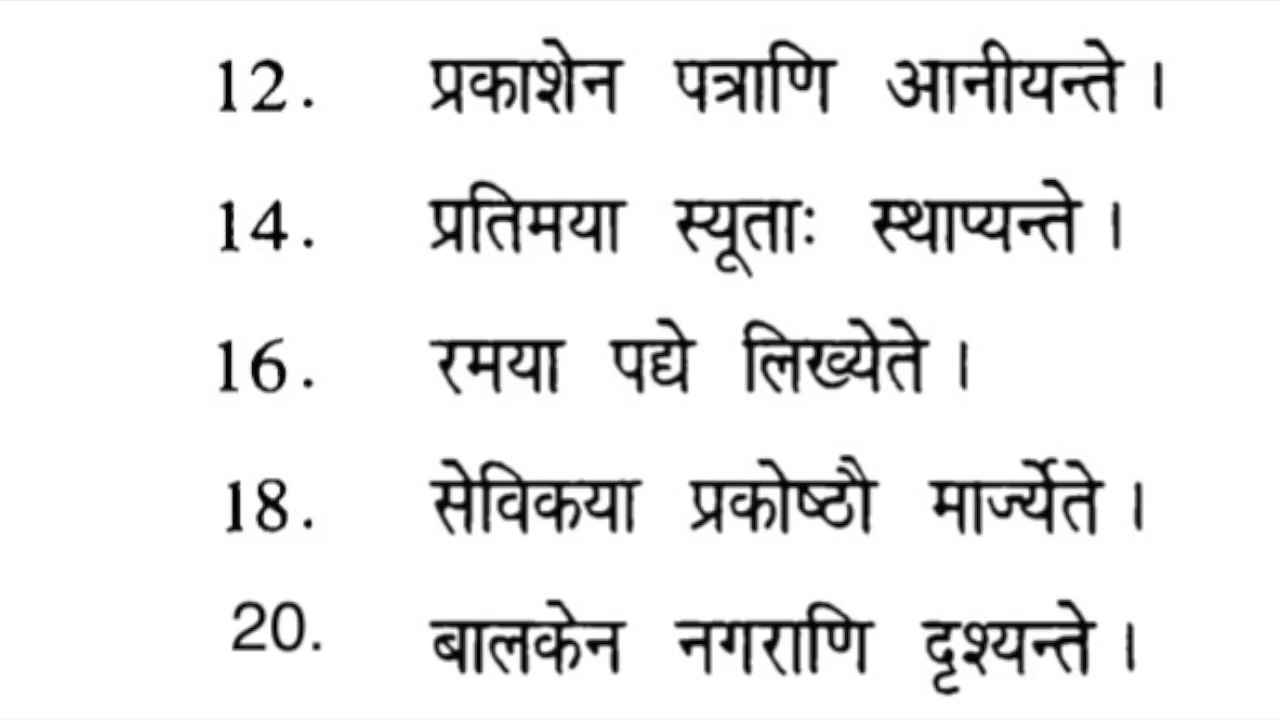 12. प्रकाशेन पत्राणि आनीयन्ते ।
14. प्रतिमया स्यूताः स्थाप्यन्ते ।
16. रमया पद्ये लिख्येते ।
18. सेविकया प्रकोष्ठौ मार्ज्येते ।
20. बालकेन नगराणि दृश्यन्ते ।